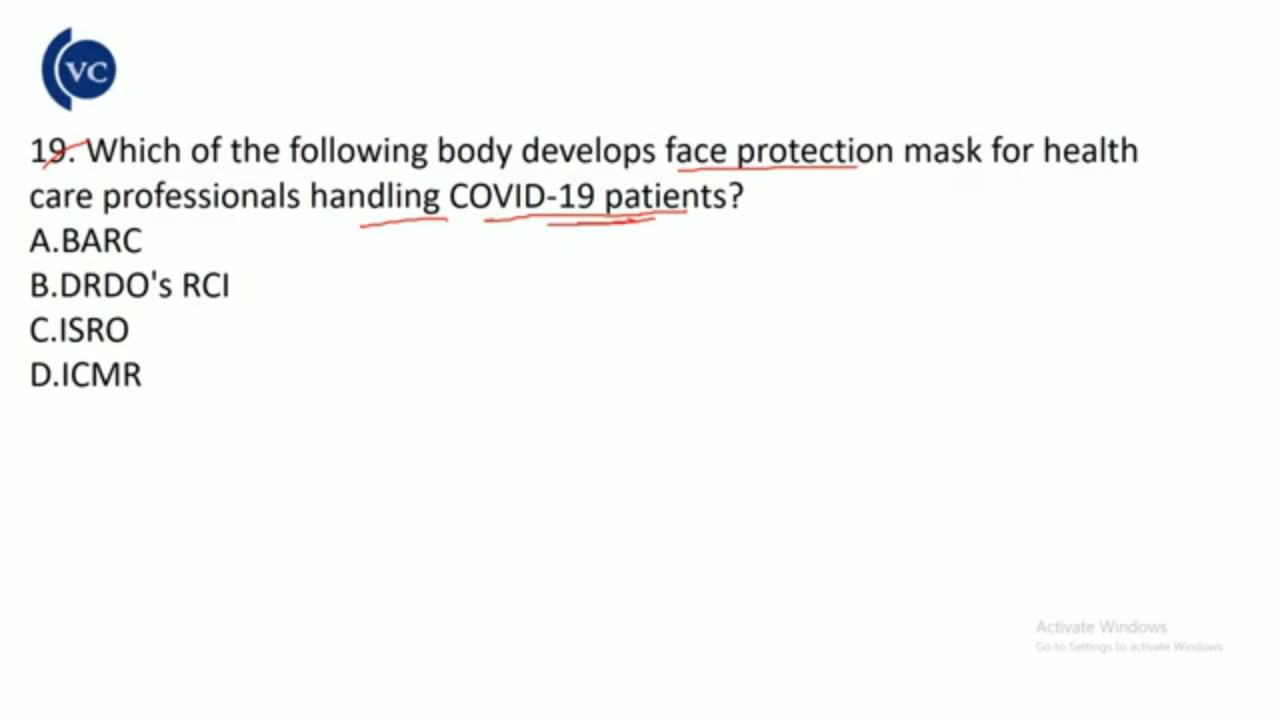 VC
19. Which of the following body develops face protection mask for health
care professionals handling COVID-19 patients?
A.BARC
B.DRDO's RCI
C.ISRO
D.ICMR
Activate Windows
Go to Settings to activate Windows.